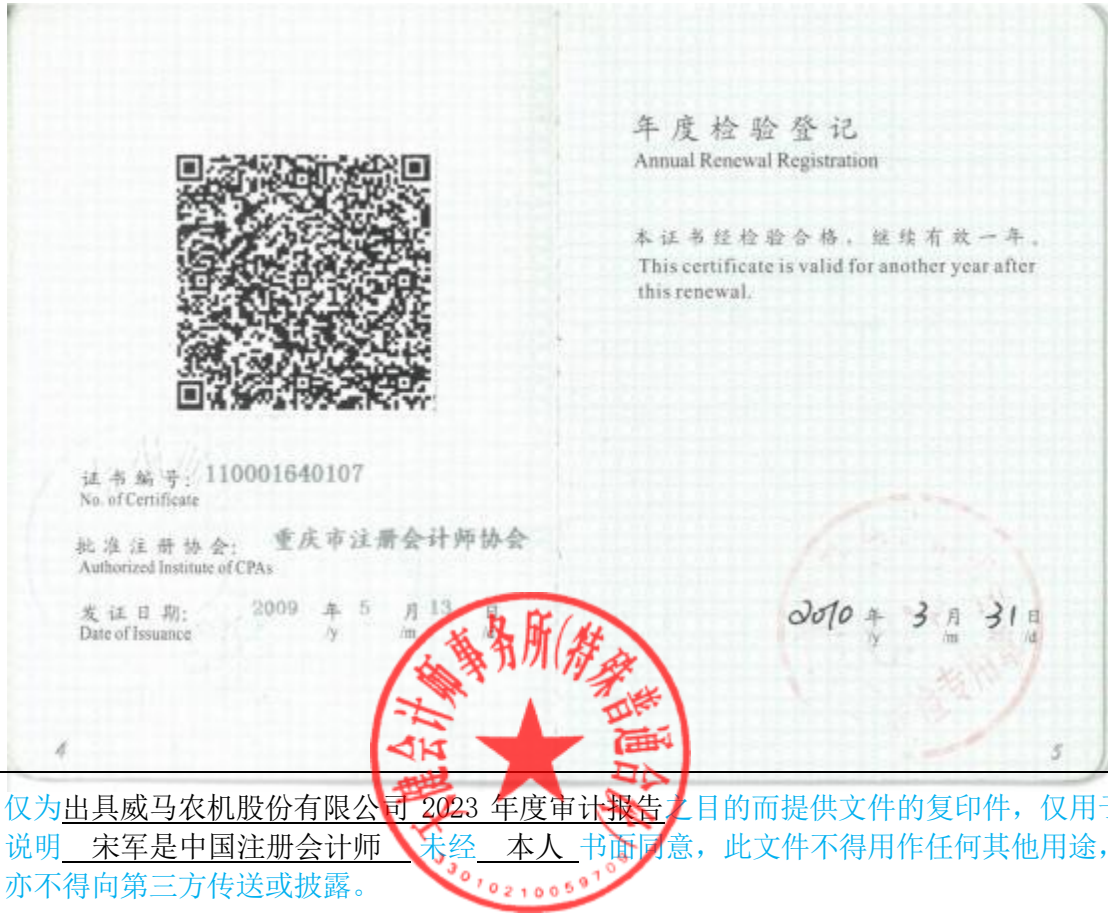 年度检验登记
Annual Renewal Registration
本证书经检验合格，继续有效一年。
This certificate is valid for another year after
this renewal.
证书编号: 110001640107
No. of Certificate
批准注册协会: 重庆市注册会计师协会
Authorized Institute of CPAs
发证日期: 2009 年 5 月 13 日
Date of Issuance /y /m /d
2010 年 3 月 31 日
/y /m /d
4
5
天健会计师事务所(特殊普通合伙)
仅为出具威马农机股份有限公司 2023 年度审计报告之目的而提供文件的复印件，仅用于
说明 宋军是中国注册会计师 未经 本人 书面同意，此文件不得用作任何其他用途，
亦不得向第三方传送或披露。